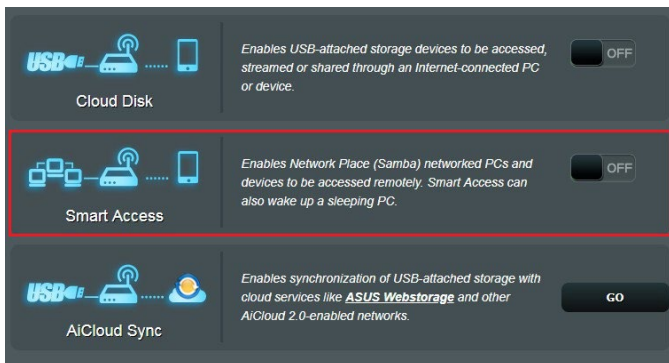 USB
Cloud Disk
Enables USB-attached storage devices to be accessed,
streamed or shared through an Internet-connected PC
or device.
OFF
Smart Access
Enables Network Place (Samba) networked PCs and
devices to be accessed remotely. Smart Access can
also wake up a sleeping PC.
OFF
USB
AiCloud Sync
Enables synchronization of USB-attached storage with
cloud services like ASUS Webstorage and other
AiCloud 2.0-enabled networks.
GO